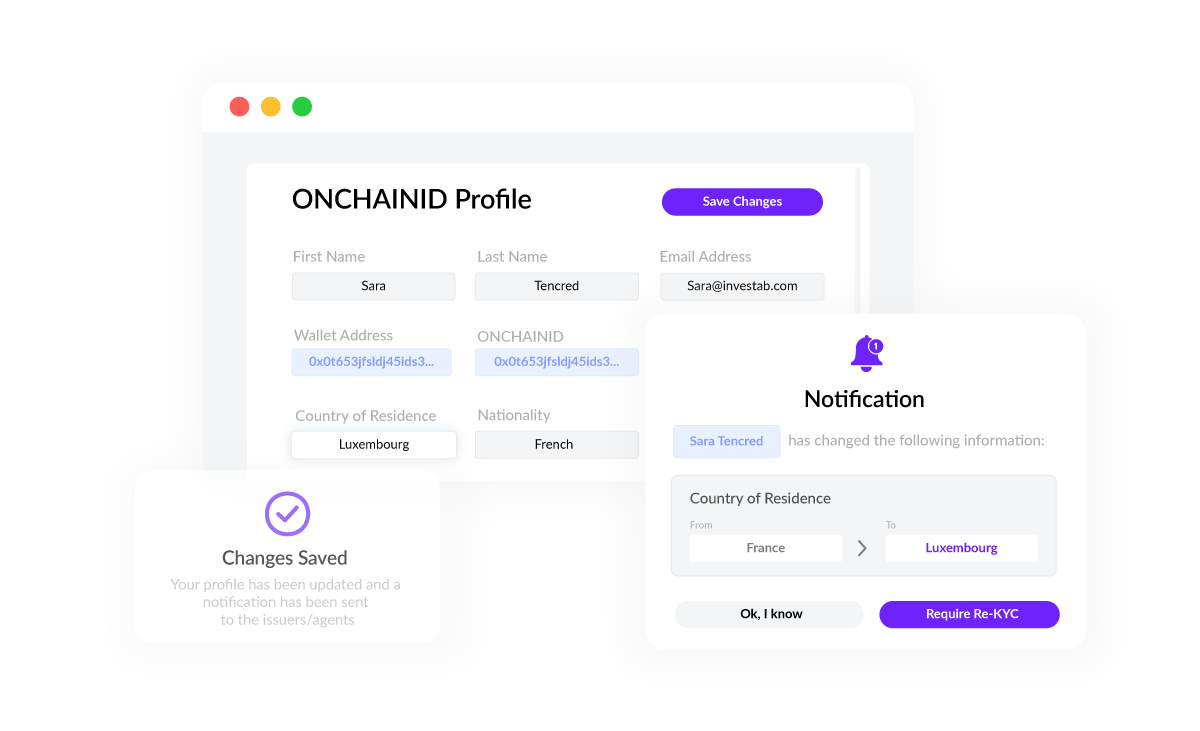 ONCHAINID Profile
Save Changes
First Name
Last Name
Email Address
Sara
Tencred
Sara@investab.com
Wallet Address
ONCHAINID
0x0t653jfsldj45ids3...
0x0t653jfsldj45ids3...
Country of Residence
Nationality
Luxembourg
French
Changes Saved
Your profile has been updated and a
notification has been sent
to the issuers/agents
1
Notification
Sara Tencred has changed the following information:
Country of Residence
From
To
France
Luxembourg
Ok, I know
Require Re-KYC